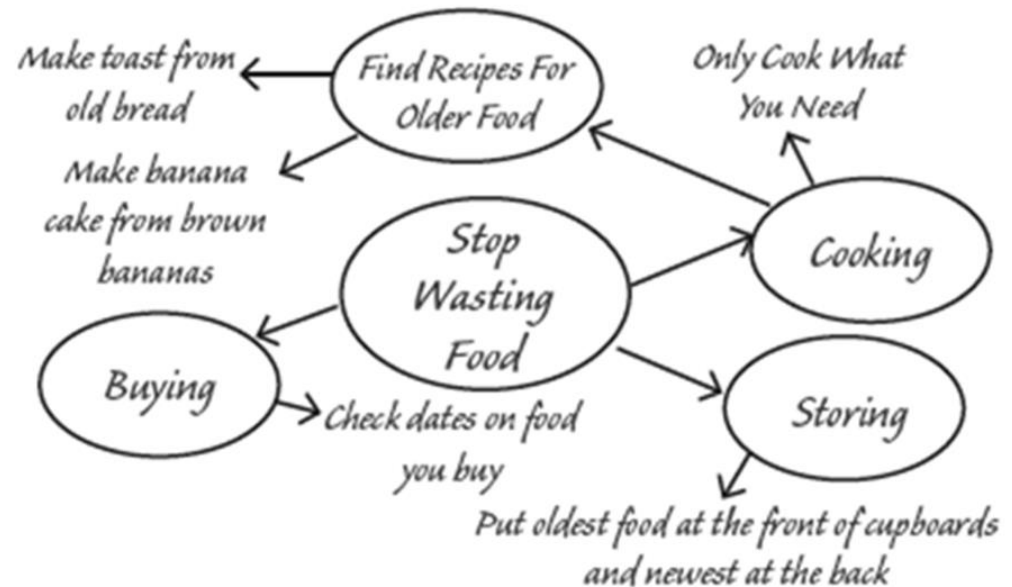 Make toast from
old bread
Find Recipes For
Older Food
Only Cook What
You Need
Make banana
cake from brown
bananas
Stop
Wasting
Food
Cooking
Buying
Check dates on food
you buy
Storing
Put oldest food at the front of cupboards
and newest at the back